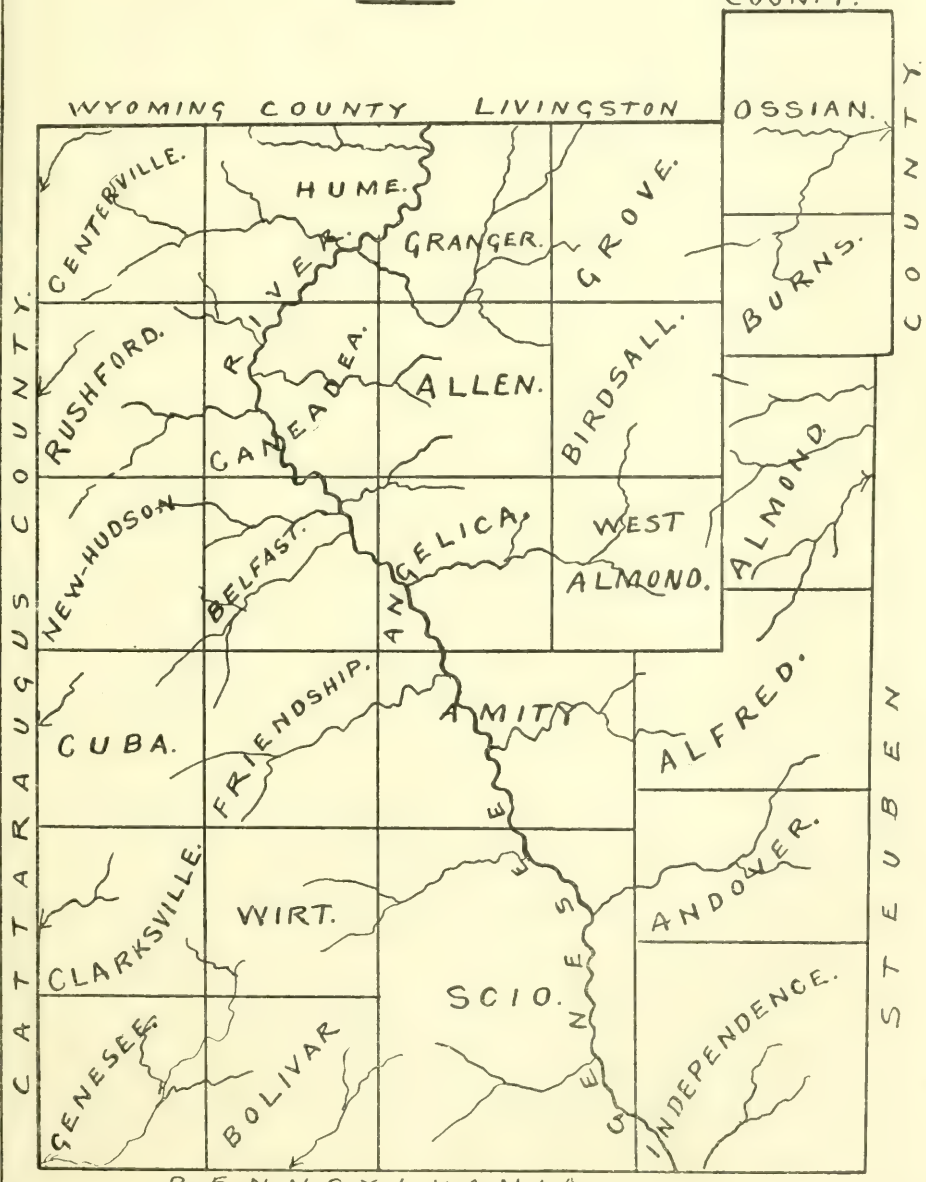 COUNTY.
WYOMING COUNTY LIVINGSTON
OSSIAN.
COUNTY.
CENTERVILLE.
HUME.
GRANGER.
GROVE.
BURNS.
RUSHFORD.
CANEADEA.
ALLEN.
BIRDSALL.
ALMOND.
NEW-HUDSON
BELFAST.
ANGELICA.
WEST
ALMOND.
CUBA.
FRIENDSHIP.
AMITY
ALFRED.
CLARKSVILLE.
WIRT.
SCIO.
ANDOVER.
GENESEE.
BOLIVAR
INDEPENDENCE.
GENESEE RIVER.
CATTARAUGUS COUNTY.
STEUBEN
PENNSYLVANIA